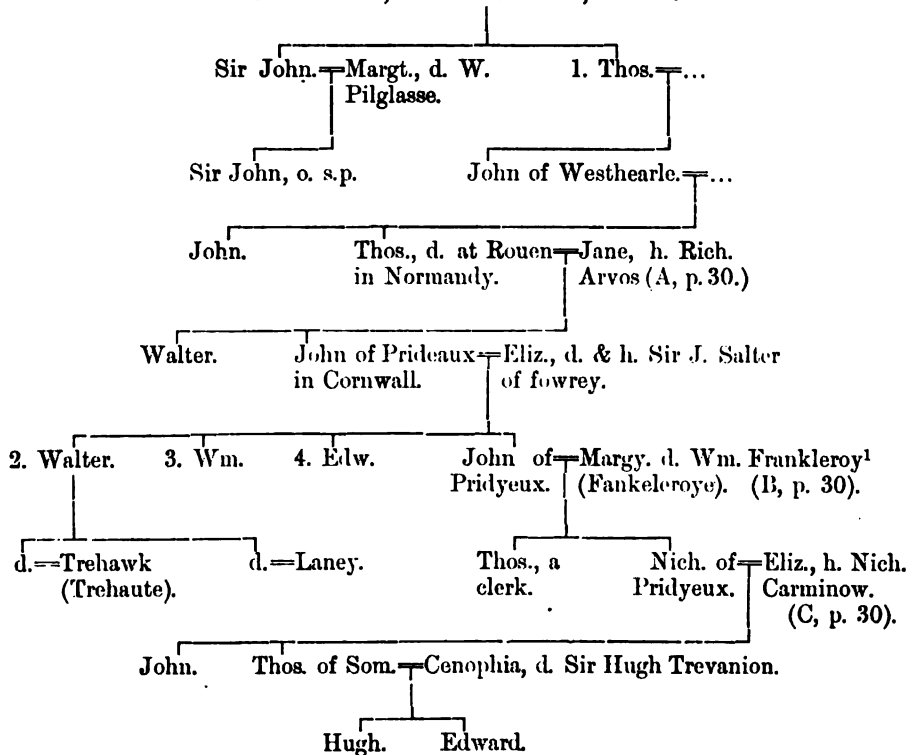 Sir John.=Margt., d. W. 1. Thos.=...
Pilglasse.
Sir John, o. s.p. John of Westhearle.=...
John. Thos., d. at Rouen=Jane, h. Rich.
in Normandy. Arvos (A, p. 30.)
Walter. John of Prideaux=Eliz., d. & h. Sir J. Salter
in Cornwall. of fowrey.
2. Walter. 3. Wm. 4. Edw. John of=Margy. d. Wm. Frankleroy¹
Pridyeux. (Fankeleroye). (B, p. 30).
d.=Trehawk d.=Laney. Thos., a Nich. of=Eliz., h. Nich.
(Trehaute). clerk. Pridyeux. Carminow.
(C, p. 30).
John. Thos. of Som.=Cenophia, d. Sir Hugh Trevanion.
Hugh. Edward.